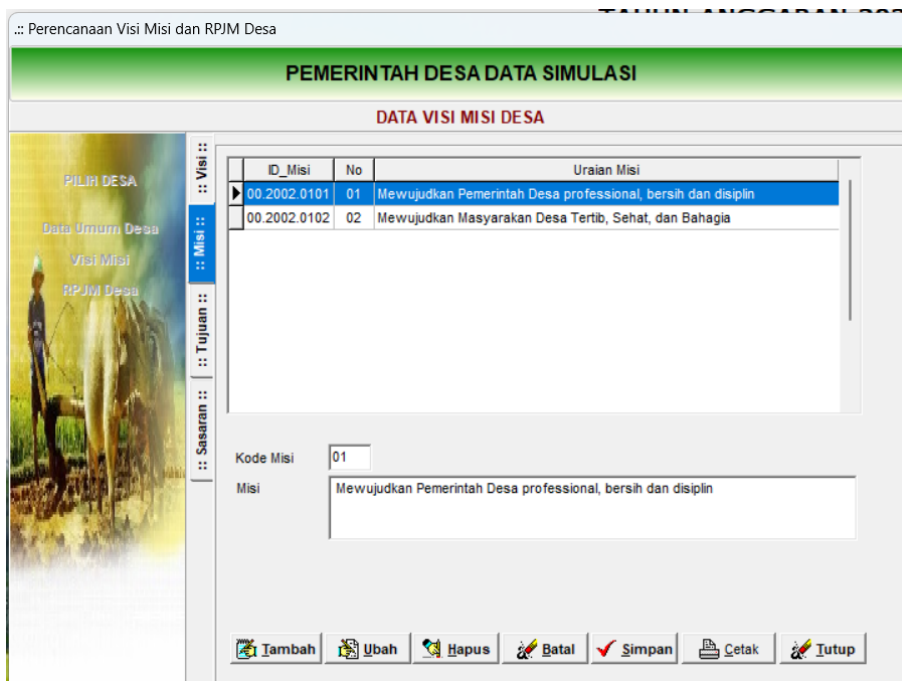 .:: Perencanaan Visi Misi dan RPJM Desa
PEMERINTAH DESA DATA SIMULASI
DATA VISI MISI DESA
PILIH DESA
Data Umum Desa
Visi Misi
RPJM Desa
:: Visi ::
:: Misi ::
:: Tujuan ::
:: Sasaran ::
ID_Misi No Uraian Misi
00.2002.0101 01 Mewujudkan Pemerintah Desa professional, bersih dan disiplin
00.2002.0102 02 Mewujudkan Masyarakan Desa Tertib, Sehat, dan Bahagia
Kode Misi 01
Misi Mewujudkan Pemerintah Desa professional, bersih dan disiplin
Tambah Ubah Hapus Batal Simpan Cetak Tutup